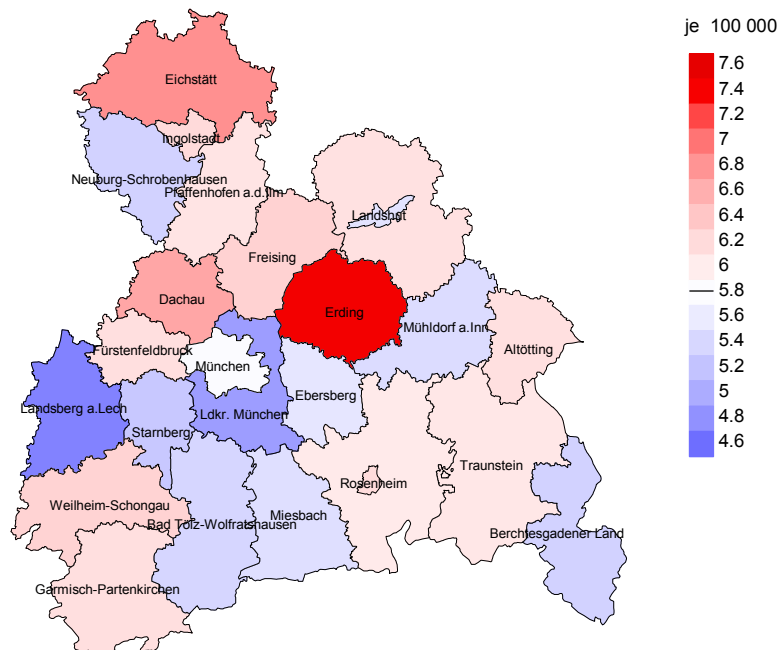 je 100 000
7.6
7.4
7.2
7
6.8
6.6
6.4
6.2
6
5.8
5.6
5.4
5.2
5
4.8
4.6
Eichstätt
Ingolstadt
Neuburg-Schrobenhausen
Pfaffenhofen a.d.Ilm
Landshut
Freising
Dachau
Erding
Mühldorf a.Inn
Altötting
Fürstenfeldbruck
München
Ebersberg
Landsberg a.Lech
Ldkr. München
Starnberg
Traunstein
Rosenheim
Weilheim-Schongau
Miesbach
Bad Tölz-Wolfratshausen
Berchtesgadener Land
Garmisch-Partenkirchen